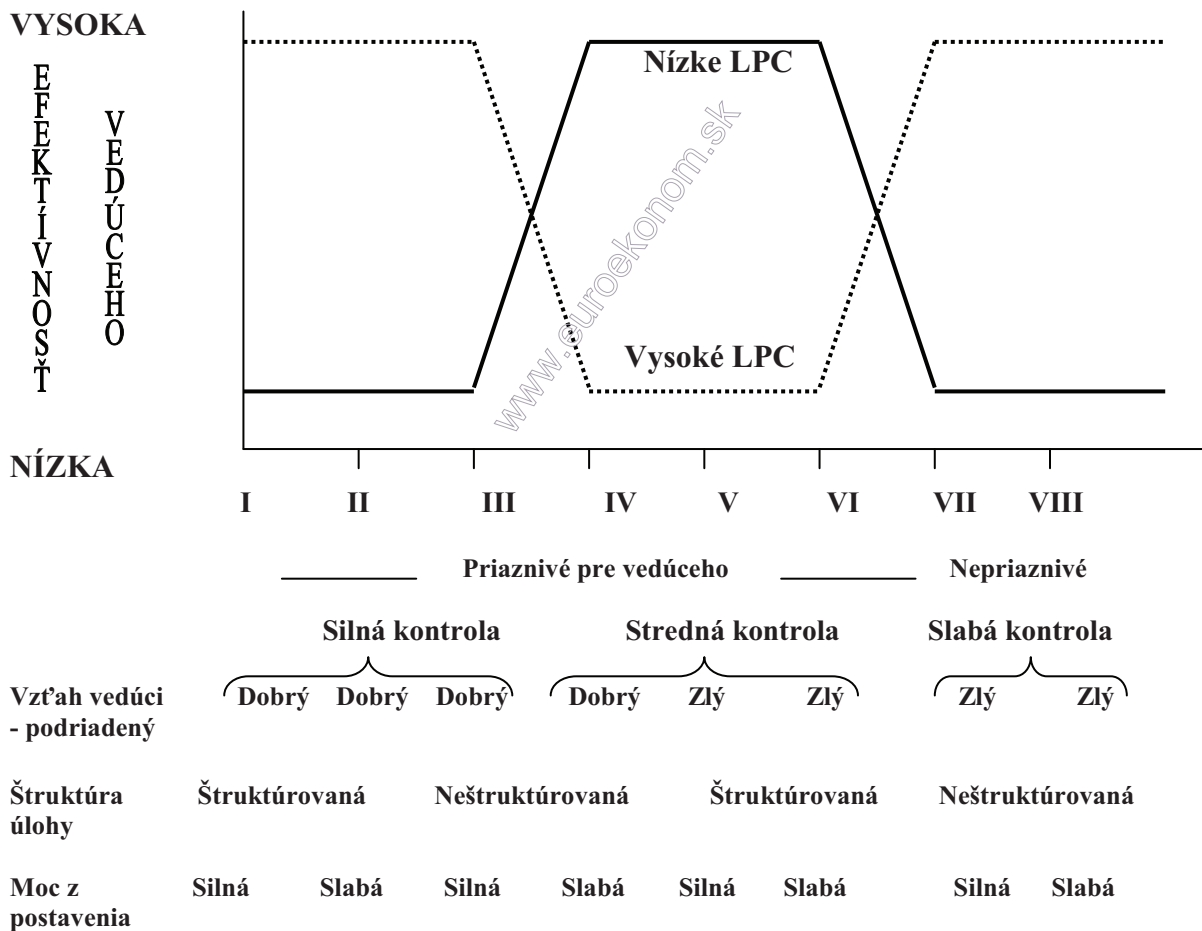 VYSOKA
EFEKTÍVNOSŤ
VEDÚCEHO
Nízke LPC
www.euroekonom.sk
Vysoké LPC
NÍZKA
I II III IV V VI VII VIII
Priaznivé pre vedúceho Nepriaznivé
Silná kontrola Stredná kontrola Slabá kontrola
Vzťah vedúci Dobrý Dobrý Dobrý Dobrý Zlý Zlý Zlý Zlý
- podriadený
Štruktúra Štruktúrovaná Neštruktúrovaná Štruktúrovaná Neštruktúrovaná
úlohy
Moc z Silná Slabá Silná Slabá Silná Slabá Silná Slabá
postavenia